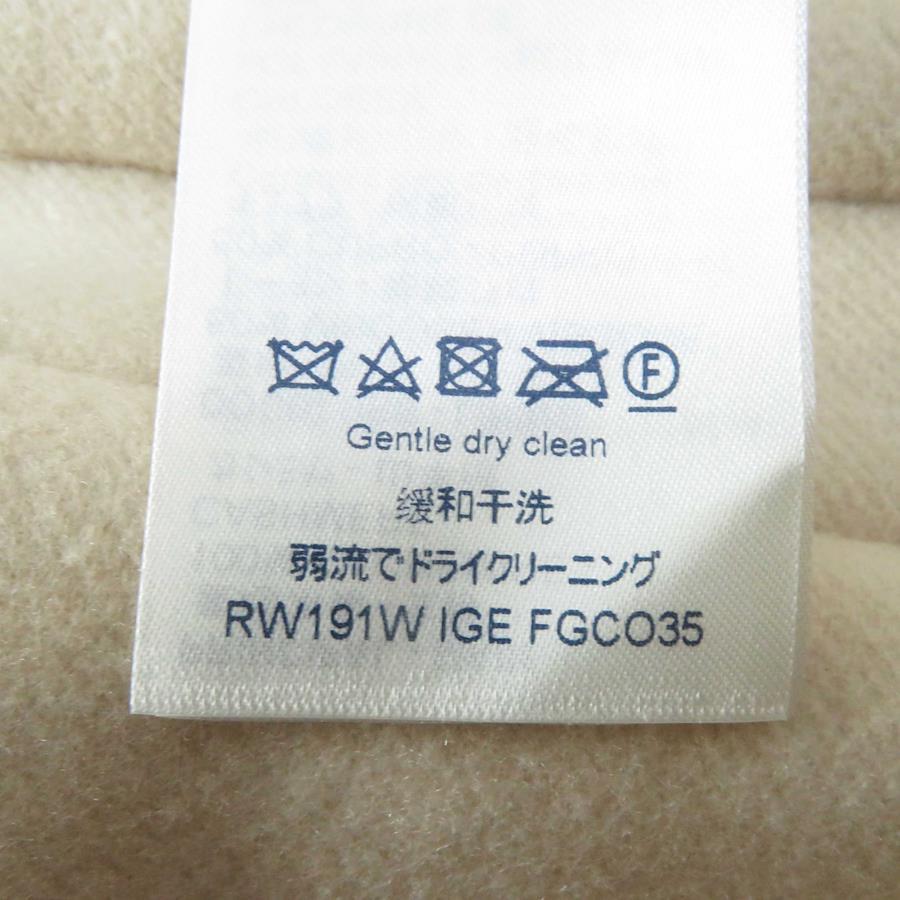 F
Gentle dry clean
缓和干洗
弱流でドライクリーニング
RW191W IGE FGCO35